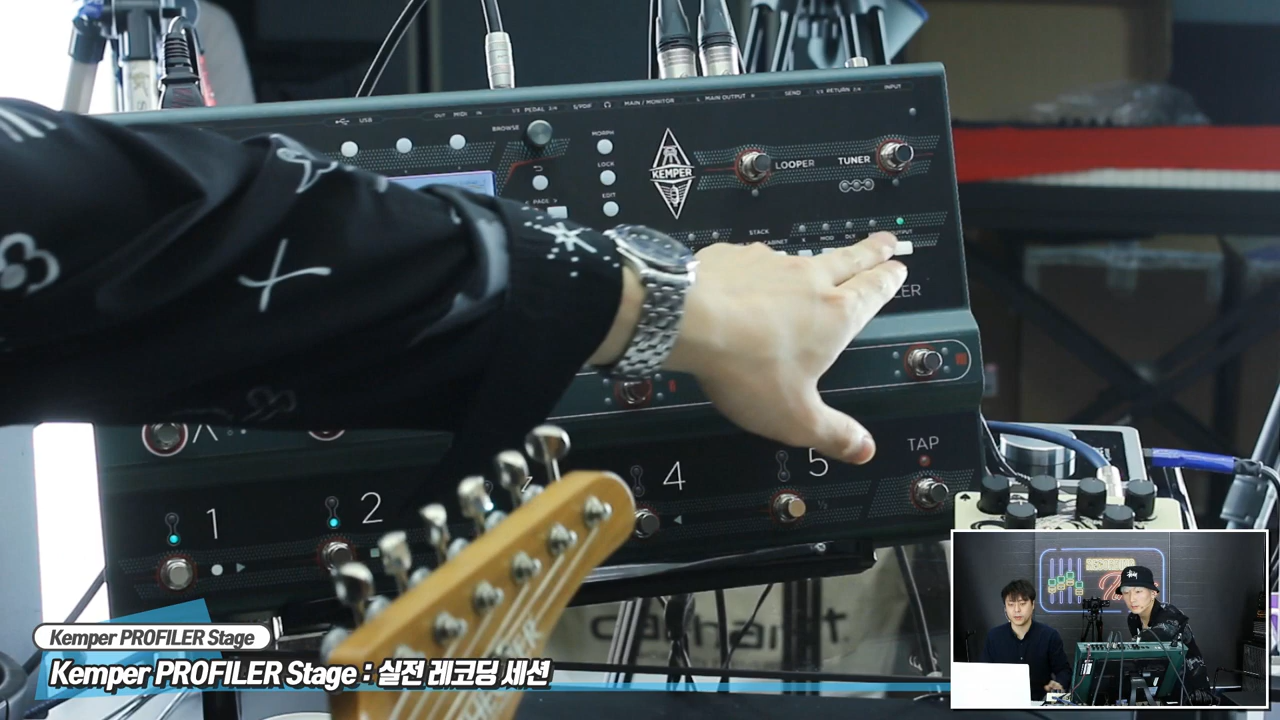 USB
OUT MIDI IN
1/3 PEDAL 2/4
S/PDIF
MAIN / MONITOR
MAIN OUTPUT
SEND
1/3 RETURN 2/4
INPUT
BROWSE
MORPH
LOCK
EDIT
PAGE
KEMPER
LOOPER
TUNER
STACK
MOD
DLY
1
2
4
5
TAP
carhartt
Kemper PROFILER Stage
Kemper PROFILER Stage : 실전 레코딩 세션